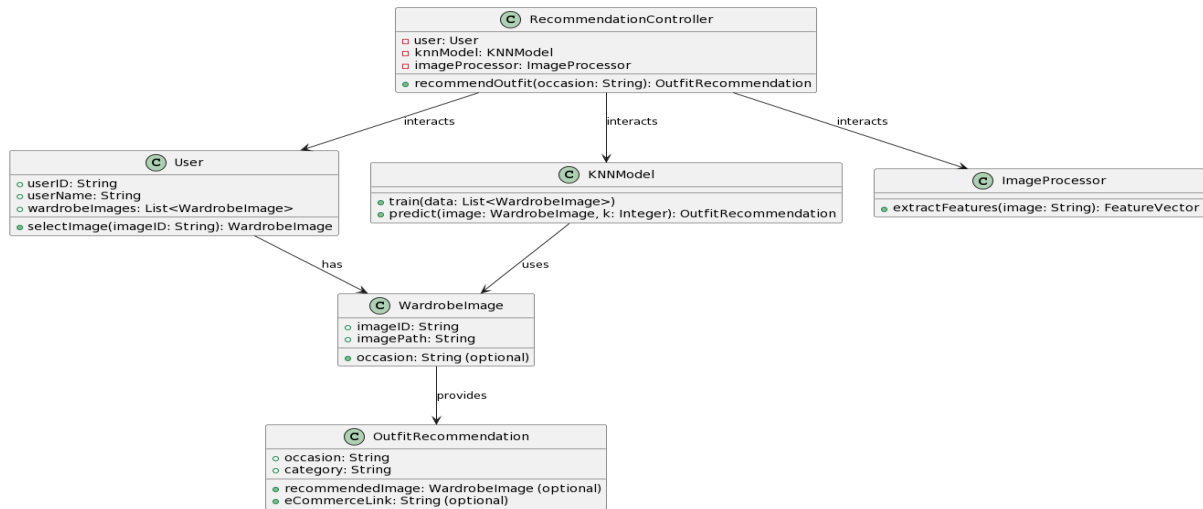 C RecommendationController
user: User
knnModel: KNNModel
imageProcessor: ImageProcessor
recommendOutfit(occasion: String): OutfitRecommendation
interacts
interacts
interacts
C User
userID: String
userName: String
wardrobeImages: List<WardrobeImage>
selectImage(imageID: String): WardrobeImage
C KNNModel
train(data: List<WardrobeImage>)
predict(image: WardrobeImage, k: Integer): OutfitRecommendation
C ImageProcessor
extractFeatures(image: String): FeatureVector
has
uses
C WardrobeImage
imageID: String
imagePath: String
occasion: String (optional)
provides
C OutfitRecommendation
occasion: String
category: String
recommendedImage: WardrobeImage (optional)
eCommerceLink: String (optional)